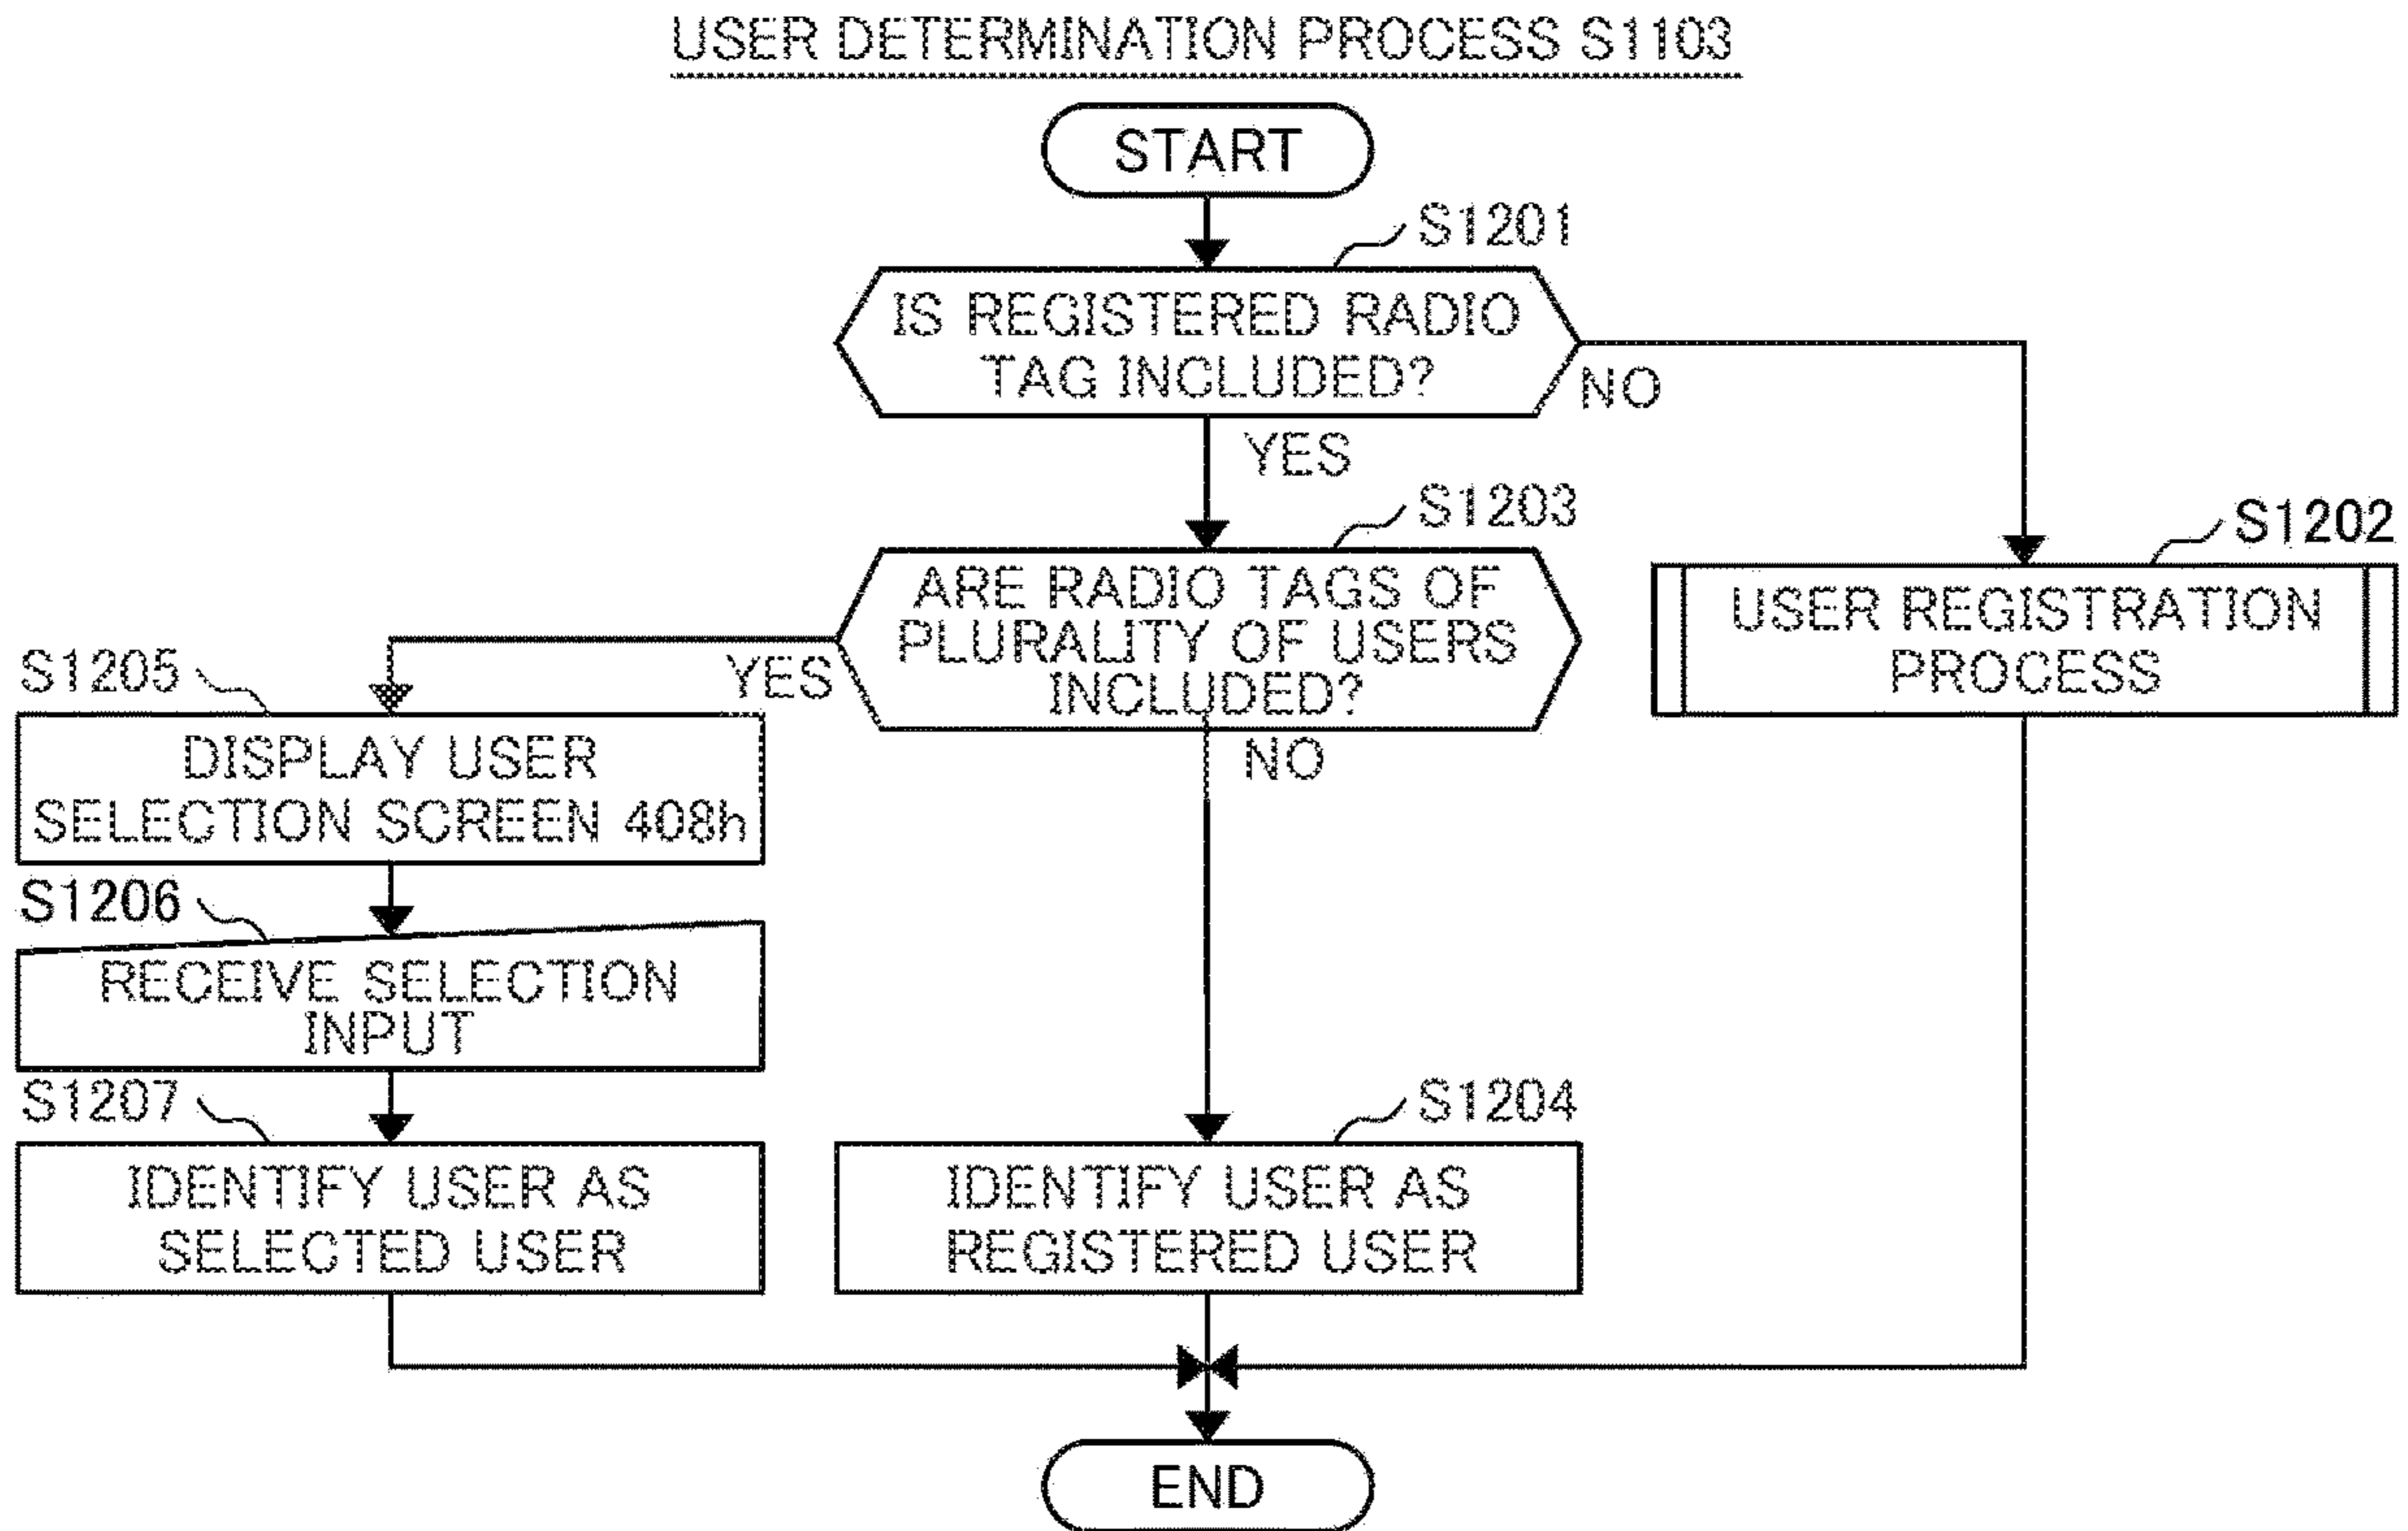 USER DETERMINATION PROCESS S1103
START
S1201
IS REGISTERED RADIO
TAG INCLUDED?
NO
YES
S1203
S1202
ARE RADIO TAGS OF
PLURALITY OF USERS
INCLUDED?
USER REGISTRATION
PROCESS
YES
NO
S1205
DISPLAY USER
SELECTION SCREEN 408h
S1206
RECEIVE SELECTION
INPUT
S1207
IDENTIFY USER AS
SELECTED USER
S1204
IDENTIFY USER AS
REGISTERED USER
END